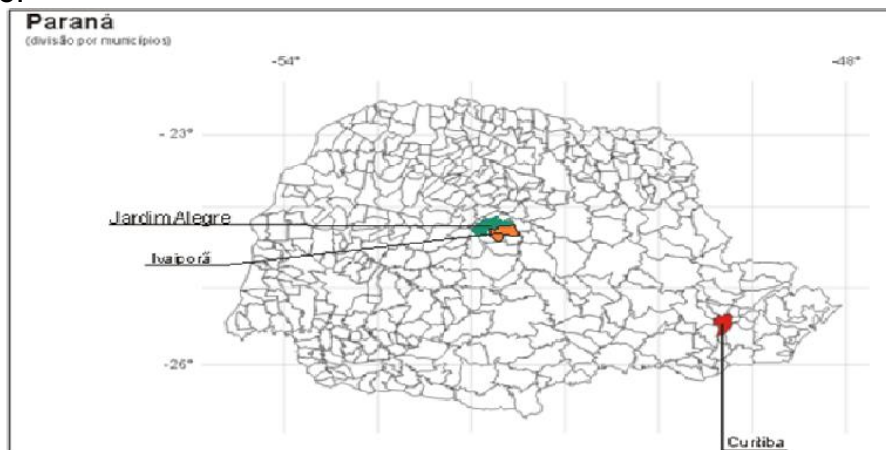 Paraná
(divisão por municípios)
-54°
-48°
- 23°
Jardim Alegre
Ivaiporã
-26°
Curitiba